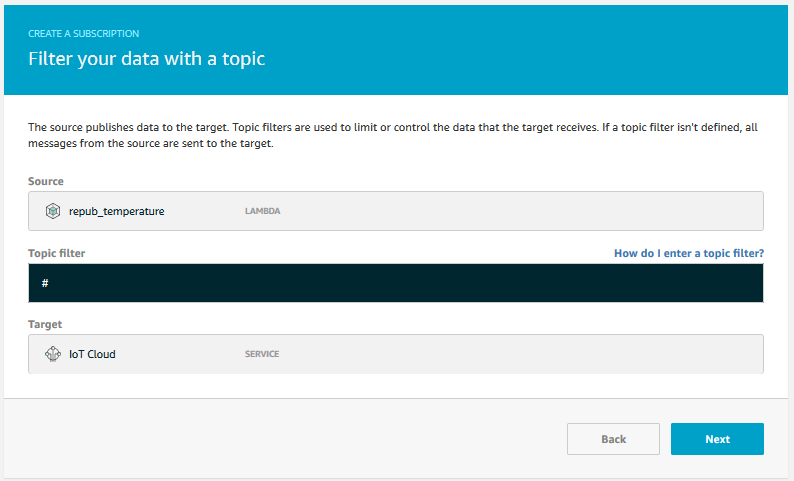 CREATE A SUBSCRIPTION
Filter your data with a topic
The source publishes data to the target. Topic filters are used to limit or control the data that the target receives. If a topic filter isn't defined, all
messages from the source are sent to the target.
Source
repub_temperature LAMBDA
Topic filter How do I enter a topic filter?
#
Target
IoT Cloud SERVICE
Back Next